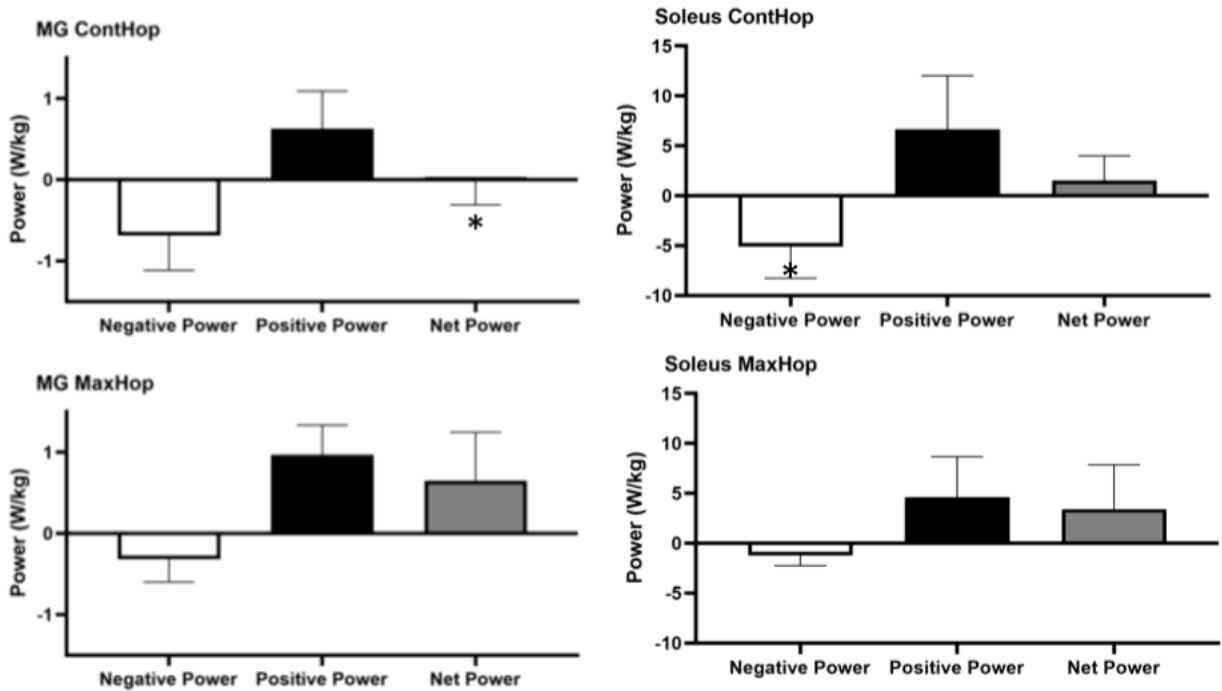 MG ContHop
1
0
-1
Power (W/kg)
*
Negative Power Positive Power Net Power
Soleus ContHop
15
10
5
0
-5
-10
Power (W/kg)
*
Negative Power Positive Power Net Power
MG MaxHop
1
0
-1
Power (W/kg)
Negative Power Positive Power Net Power
Soleus MaxHop
15
10
5
0
-5
-10
Power (W/kg)
Negative Power Positive Power Net Power